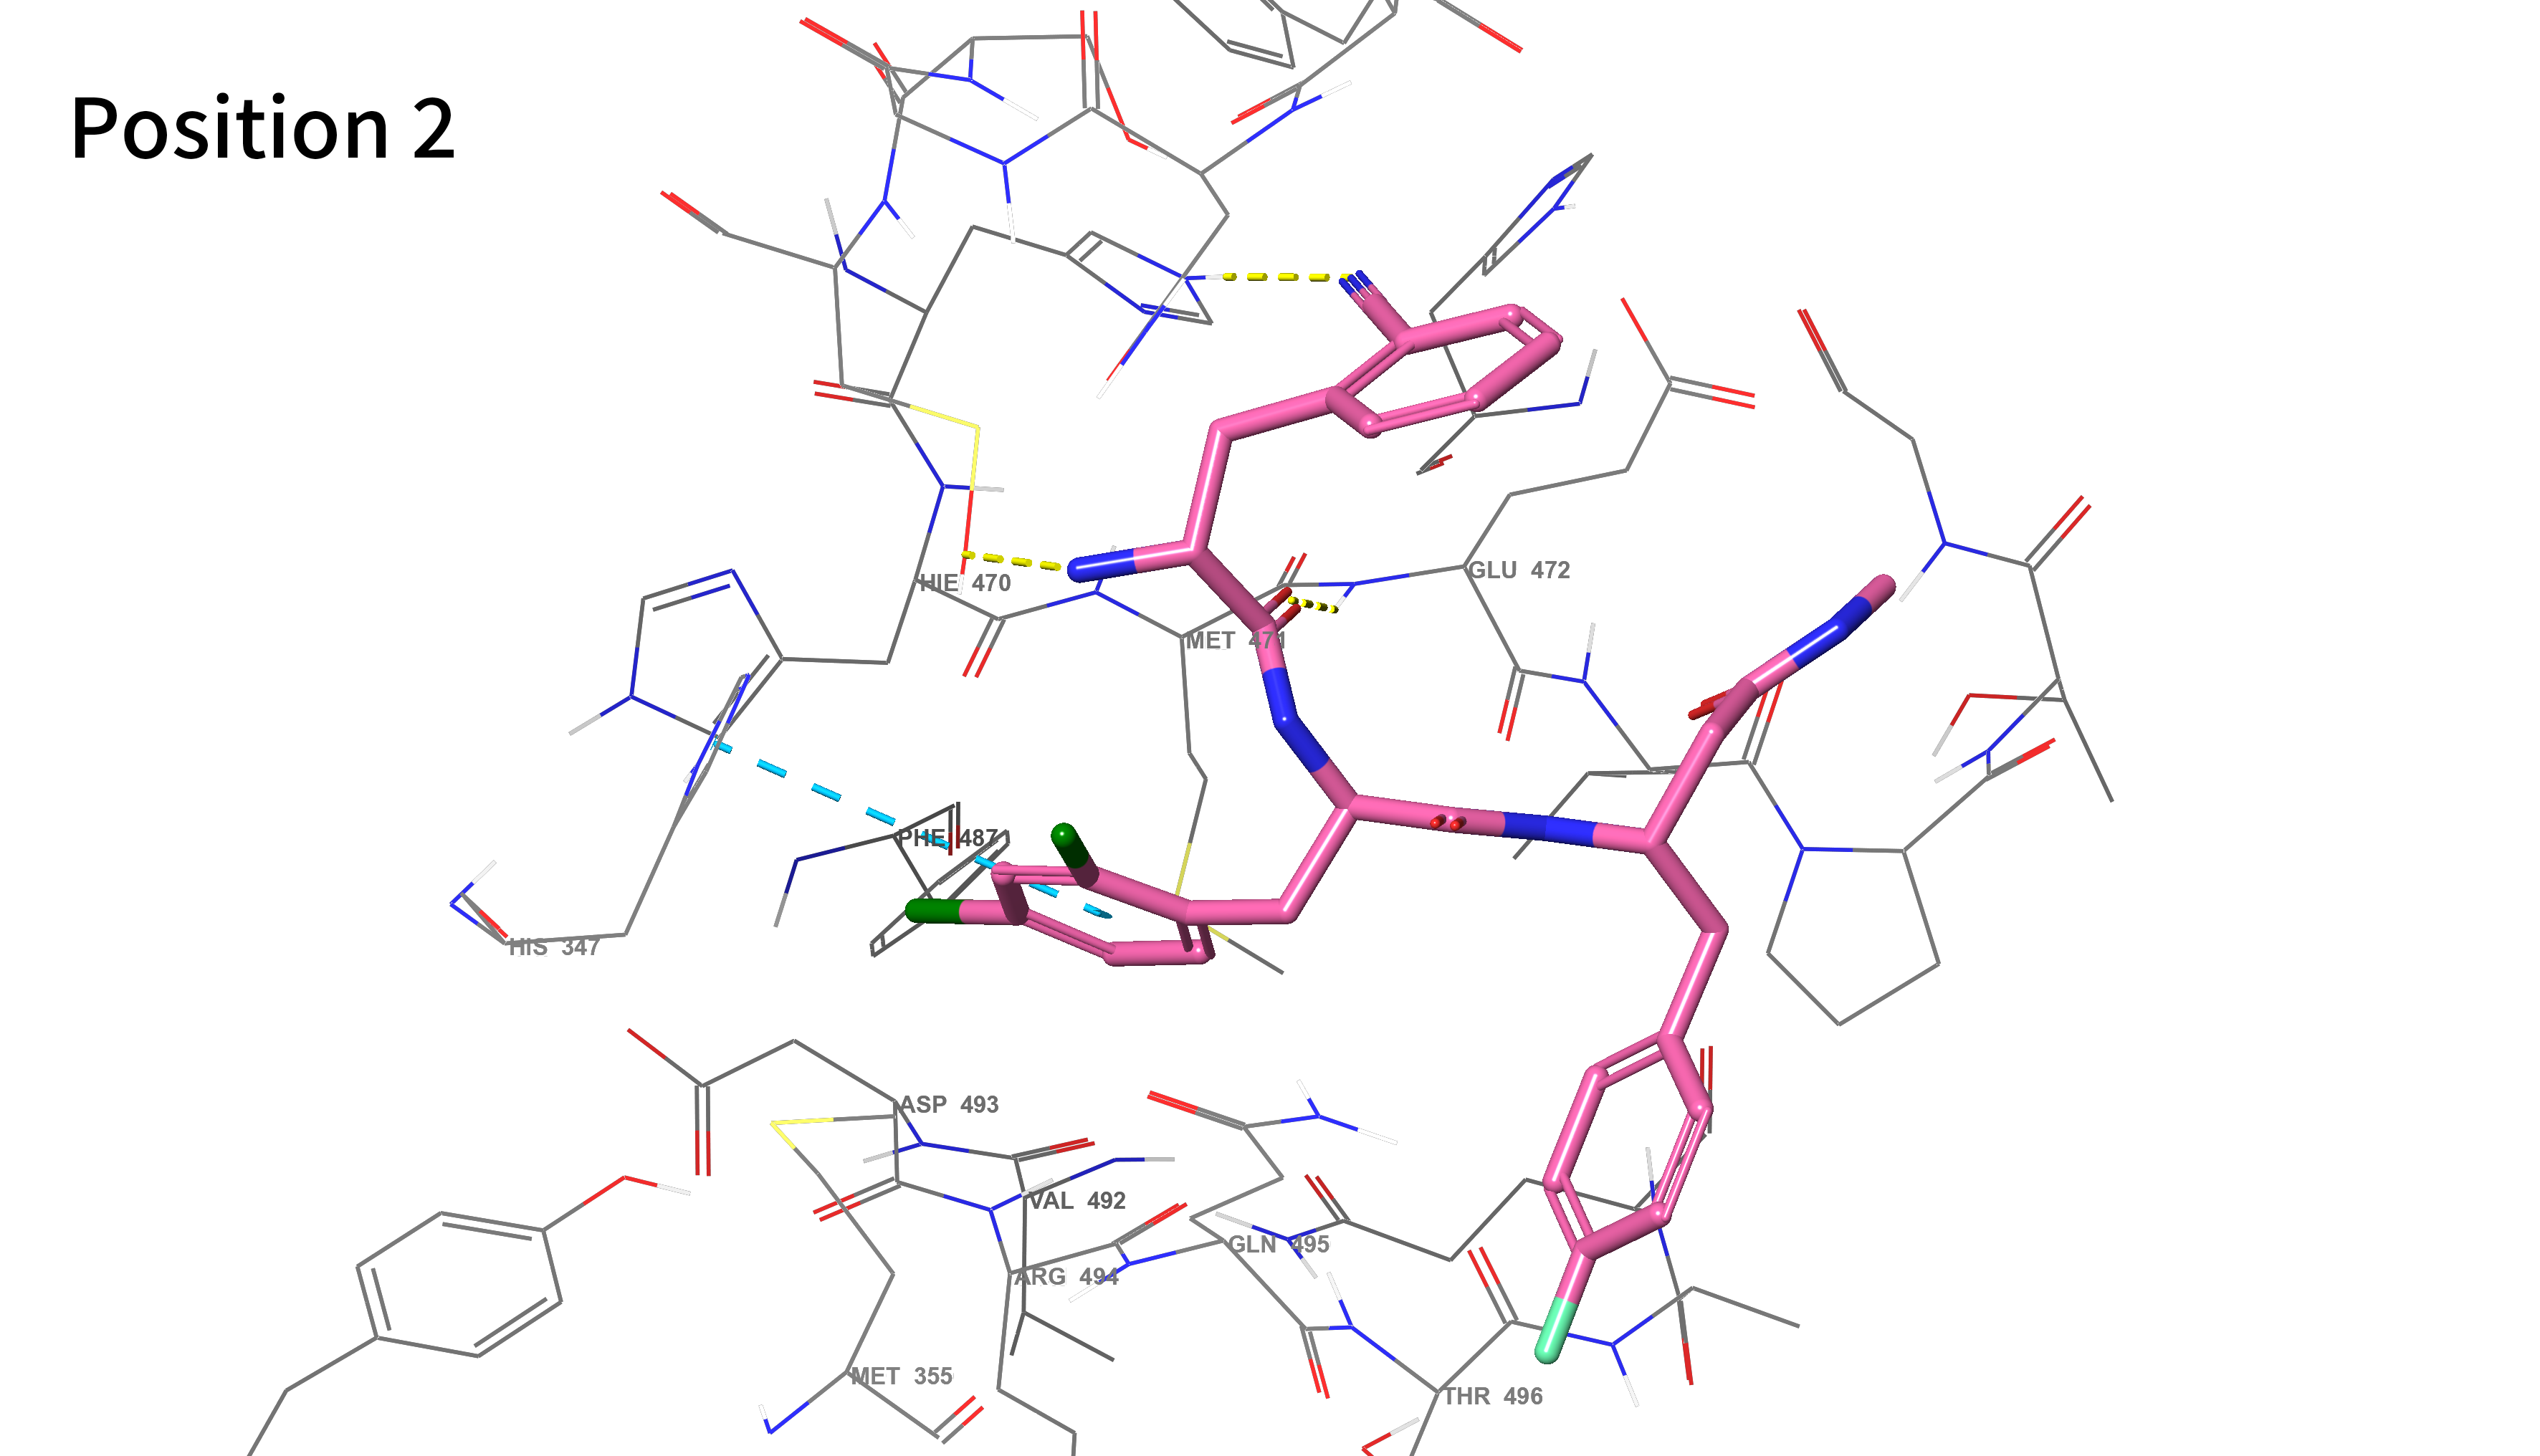 Position 2
HIE 470
GLU 472
MET 471
PHE 487
HIS 347
ASP 493
VAL 492
GLN 495
ARG 494
MET 355
THR 496